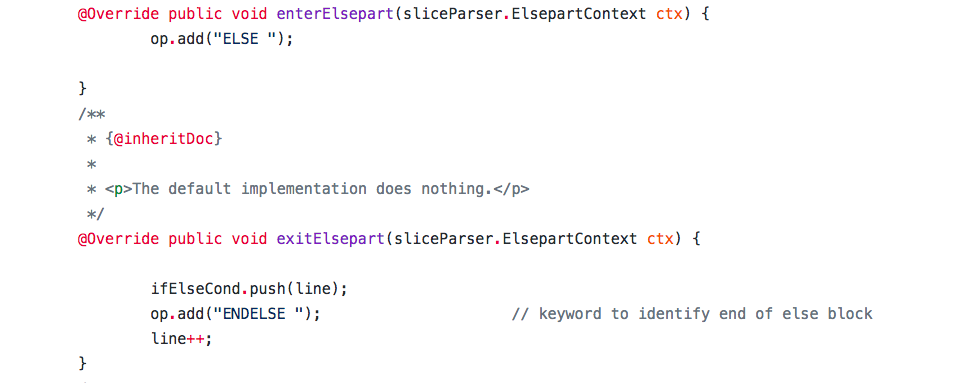 @Override public void enterElsepart(sliceParser.ElsepartContext ctx) {
        op.add("ELSE ");
}
/**
 * {@inheritDoc}
 *
 * <p>The default implementation does nothing.</p>
 */
@Override public void exitElsepart(sliceParser.ElsepartContext ctx) {
        ifElseCond.push(line);
        op.add("ENDELSE ");                     // keyword to identify end of else block
        line++;
}